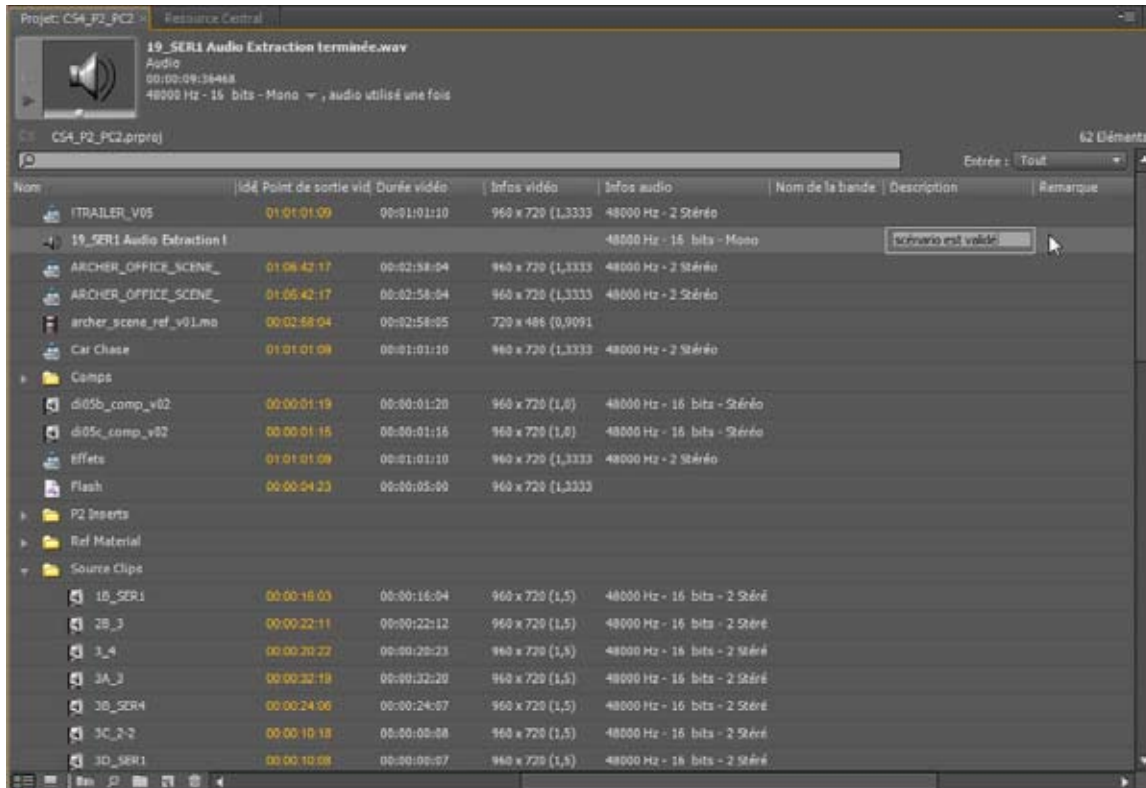 Projet: CS4_P2_PC2 × Resource Central
19_SER1 Audio Extraction terminée.wav
Audio
00:00:09:36468
48000 Hz - 16 bits - Mono , audio utilisé une fois
CS4_P2_PC2.prproj 62 Éléments
Entrée : Tout
Nom Point de sortie vid Durée vidéo Infos vidéo Infos audio Nom de la bande Description Remarque
!TRAILER_V05 01:01:01:09 00:01:01:10 960 x 720 (1,3333 48000 Hz - 2 Stéréo
19_SER1 Audio Extraction t 48000 Hz - 16 bits - Mono scénario est validé
ARCHER_OFFICE_SCENE_ 01:06:42:17 00:02:58:04 960 x 720 (1,3333 48000 Hz - 2 Stéréo
ARCHER_OFFICE_SCENE_ 01:06:42:17 00:02:58:04 960 x 720 (1,3333 48000 Hz - 2 Stéréo
archer_scene_ref_v01.mo 00:02:58:04 00:02:58:05 720 x 486 (0,9091
Car Chase 01:01:01:09 00:01:01:10 960 x 720 (1,3333 48000 Hz - 2 Stéréo
Comps
di05b_comp_v02 00:00:01:19 00:00:01:20 960 x 720 (1,0) 48000 Hz - 16 bits - Stéréo
di05c_comp_v02 00:00:01:15 00:00:01:16 960 x 720 (1,0) 48000 Hz - 16 bits - Stéréo
Effets 01:01:01:09 00:01:01:10 960 x 720 (1,3333 48000 Hz - 2 Stéréo
Flash 00:00:04:23 00:00:05:00 960 x 720 (1,3333
P2 Inserts
Ref Material
Source Clips
1B_SER1 00:00:16:03 00:00:16:04 960 x 720 (1,5) 48000 Hz - 16 bits - 2 Stéré
2B_3 00:00:22:11 00:00:22:12 960 x 720 (1,5) 48000 Hz - 16 bits - 2 Stéré
3_4 00:00:20:22 00:00:20:23 960 x 720 (1,5) 48000 Hz - 16 bits - 2 Stéré
3A_3 00:00:32:19 00:00:32:20 960 x 720 (1,5) 48000 Hz - 16 bits - 2 Stéré
3B_SER4 00:00:24:06 00:00:24:07 960 x 720 (1,5) 48000 Hz - 16 bits - 2 Stéré
3C_2-2 00:00:10:18 00:00:00:08 960 x 720 (1,5) 48000 Hz - 16 bits - 2 Stéré
3D_SER1 00:00:10:08 00:00:00:07 960 x 720 (1,5) 48000 Hz - 16 bits - 2 Stéré